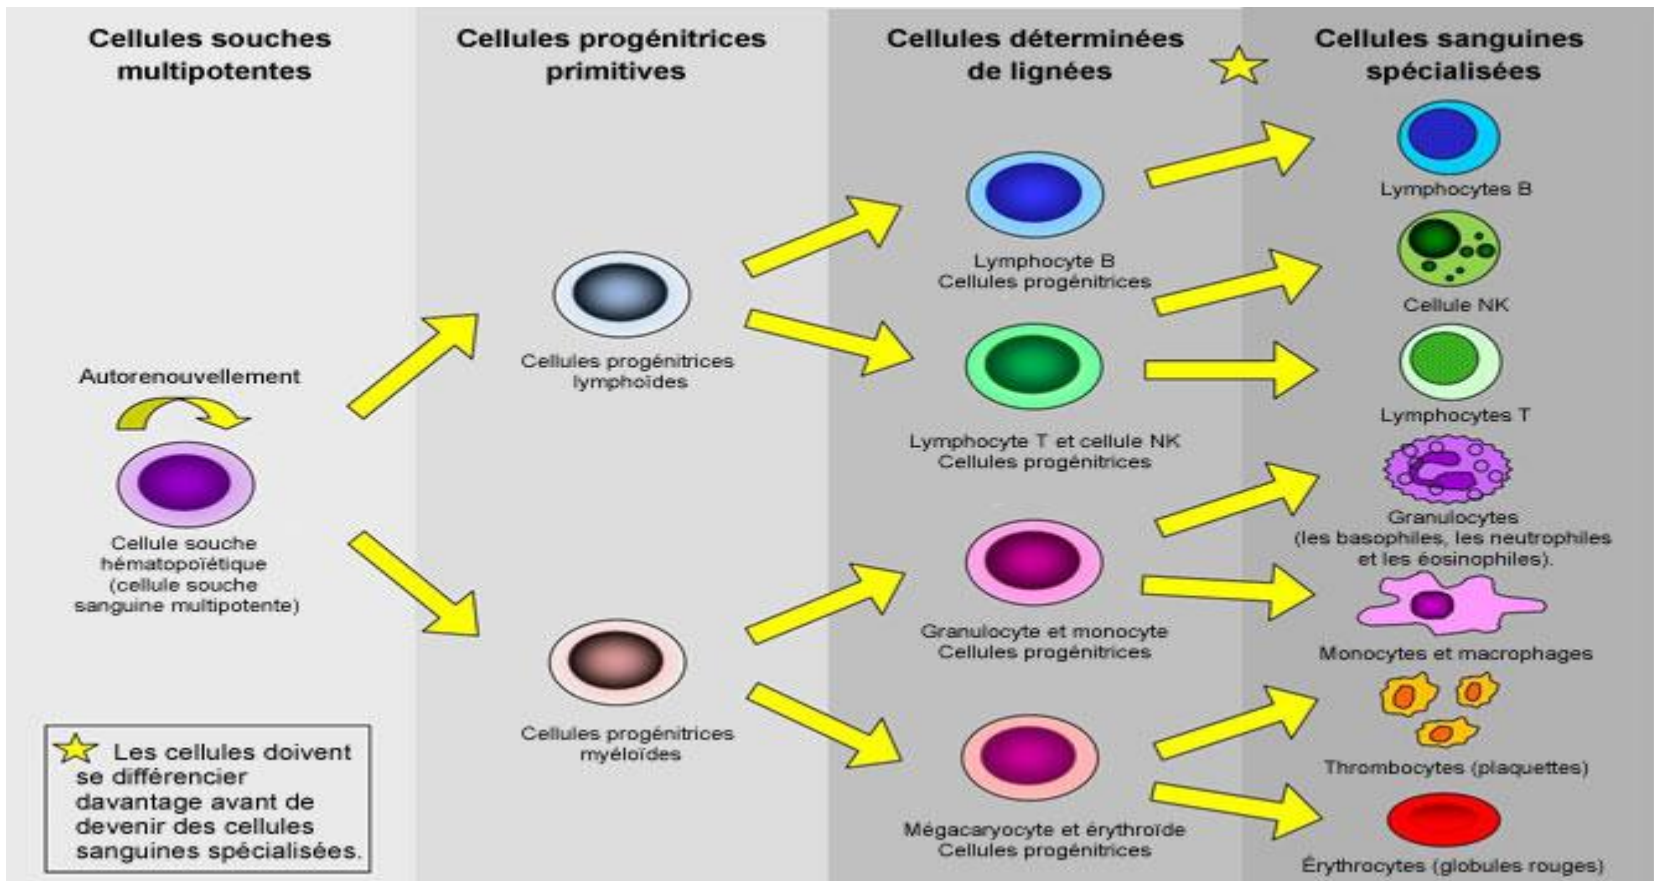 Cellules souches
multipotentes
Cellules progénitrices
primitives
Cellules déterminées
de lignées
Cellules sanguines
spécialisées
Autorenouvellement
Cellule souche
hématopoïétique
(cellule souche
sanguine multipotente)
Les cellules doivent
se différencier
davantage avant de
devenir des cellules
sanguines spécialisées.
Cellules progénitrices
lymphoïdes
Cellules progénitrices
myéloïdes
Lymphocyte B
Cellules progénitrices
Lymphocyte T et cellule NK
Cellules progénitrices
Granulocyte et monocyte
Cellules progénitrices
Mégacaryocyte et érythroïde
Cellules progénitrices
Lymphocytes B
Cellule NK
Lymphocytes T
Granulocytes
(les basophiles, les neutrophiles
et les éosinophiles).
Monocytes et macrophages
Thrombocytes (plaquettes)
Érythrocytes (globules rouges)